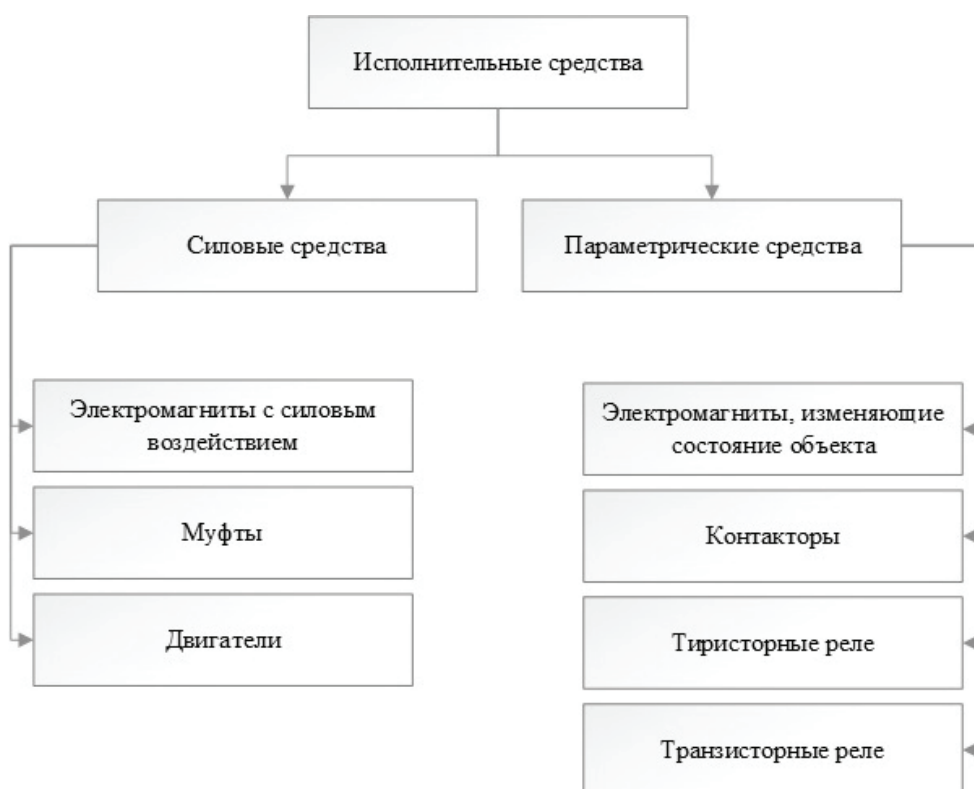 Исполнительные средства
Силовые средства
Параметрические средства
Электромагниты с силовым
воздействием
Муфты
Двигатели
Электромагниты, изменяющие
состояние объекта
Контакторы
Тиристорные реле
Транзисторные реле